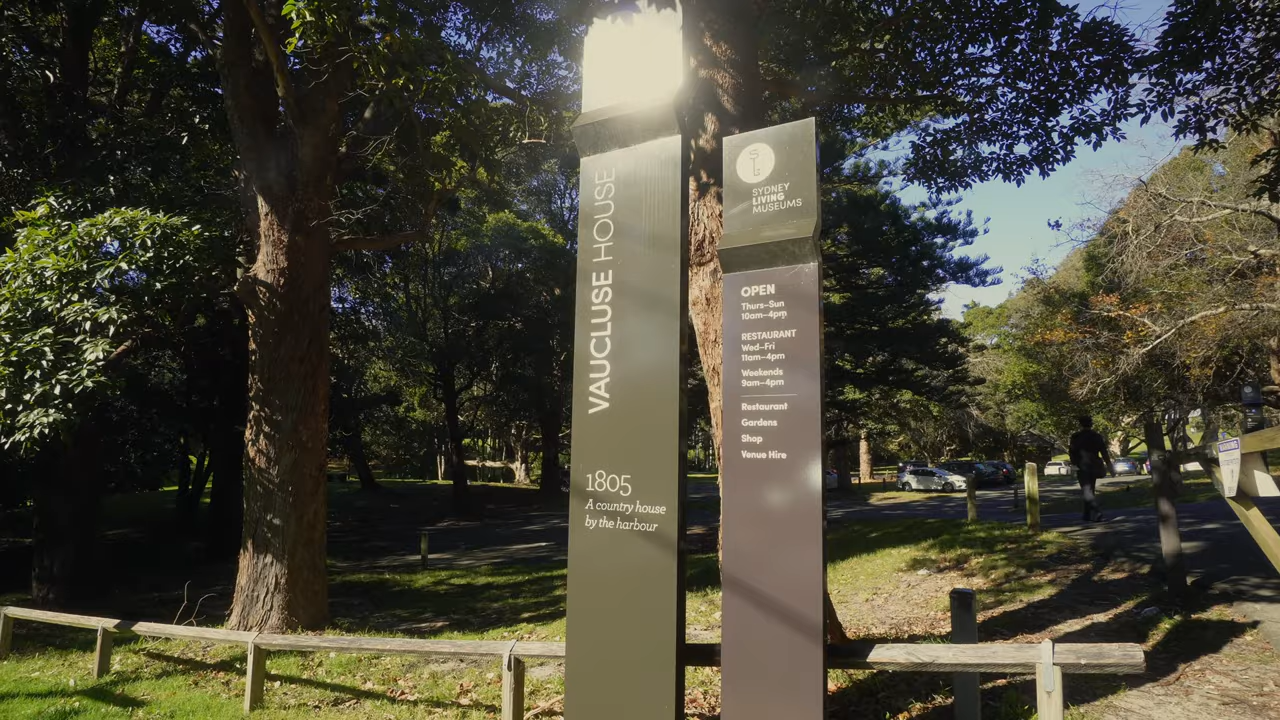 VAUCLUSE HOUSE
1805
A country house
by the harbour
SYDNEY
LIVING
MUSEUMS
OPEN
Thurs–Sun
10am–4pm
RESTAURANT
Wed–Fri
11am–4pm
Weekends
9am–4pm
Restaurant
Gardens
Shop
Venue Hire